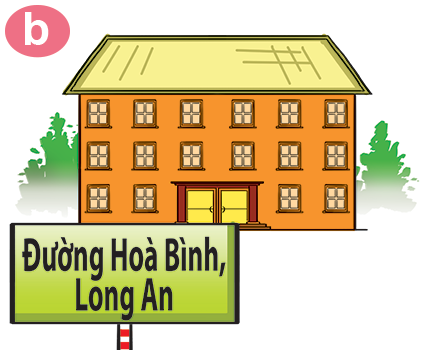 b
Đường Hoà Bình,
Long An